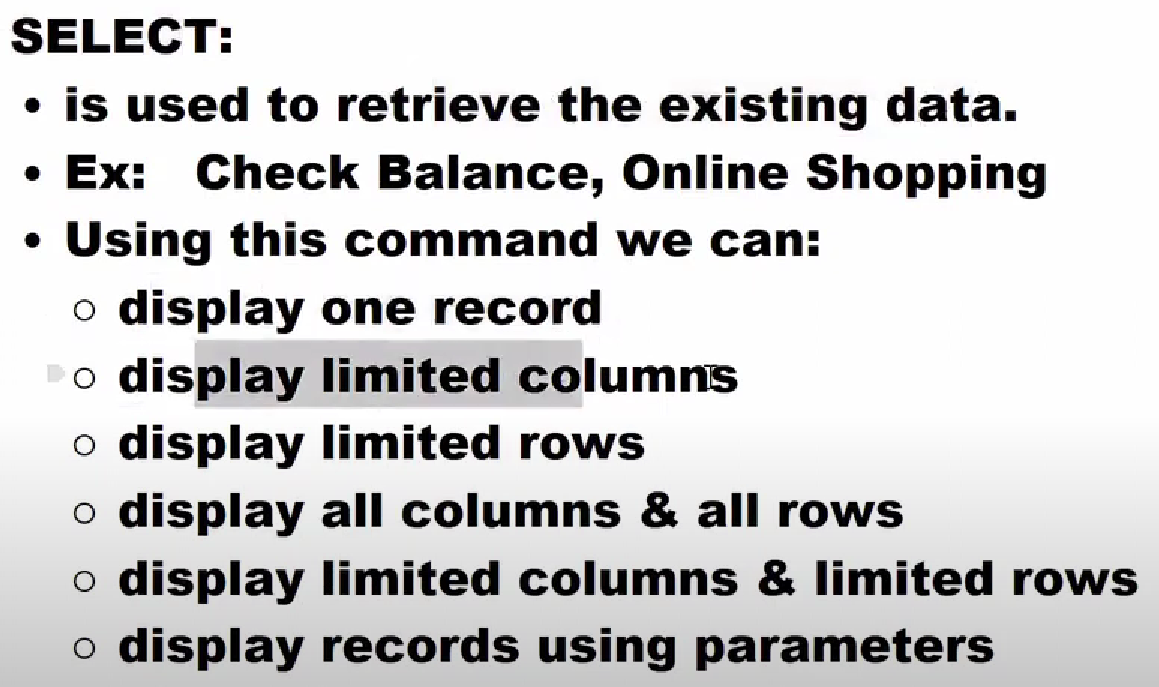 SELECT:
• is used to retrieve the existing data.
• Ex: Check Balance, Online Shopping
• Using this command we can:
○ display one record
○ display limited columns
○ display limited rows
○ display all columns & all rows
○ display limited columns & limited rows
○ display records using parameters